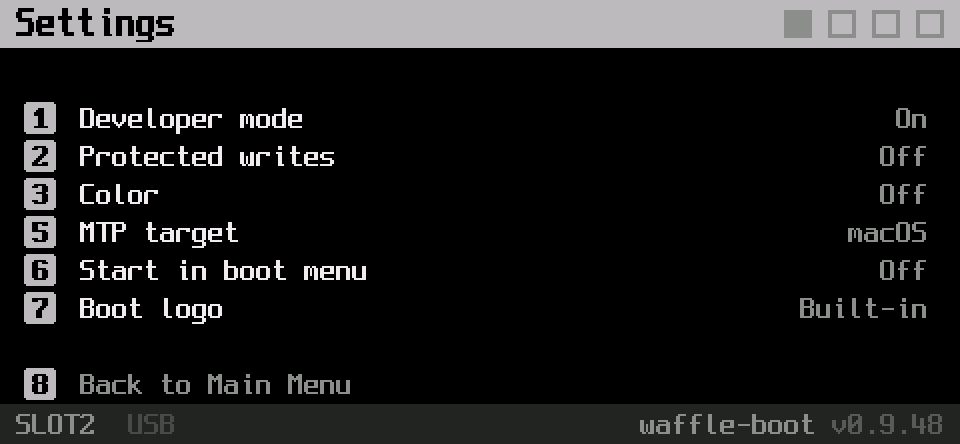 Settings
1 Developer mode On
2 Protected writes Off
3 Color Off
5 MTP target macOS
6 Start in boot menu Off
7 Boot logo Built-in
8 Back to Main Menu
SLOT2 USB waffle-boot v0.9.48